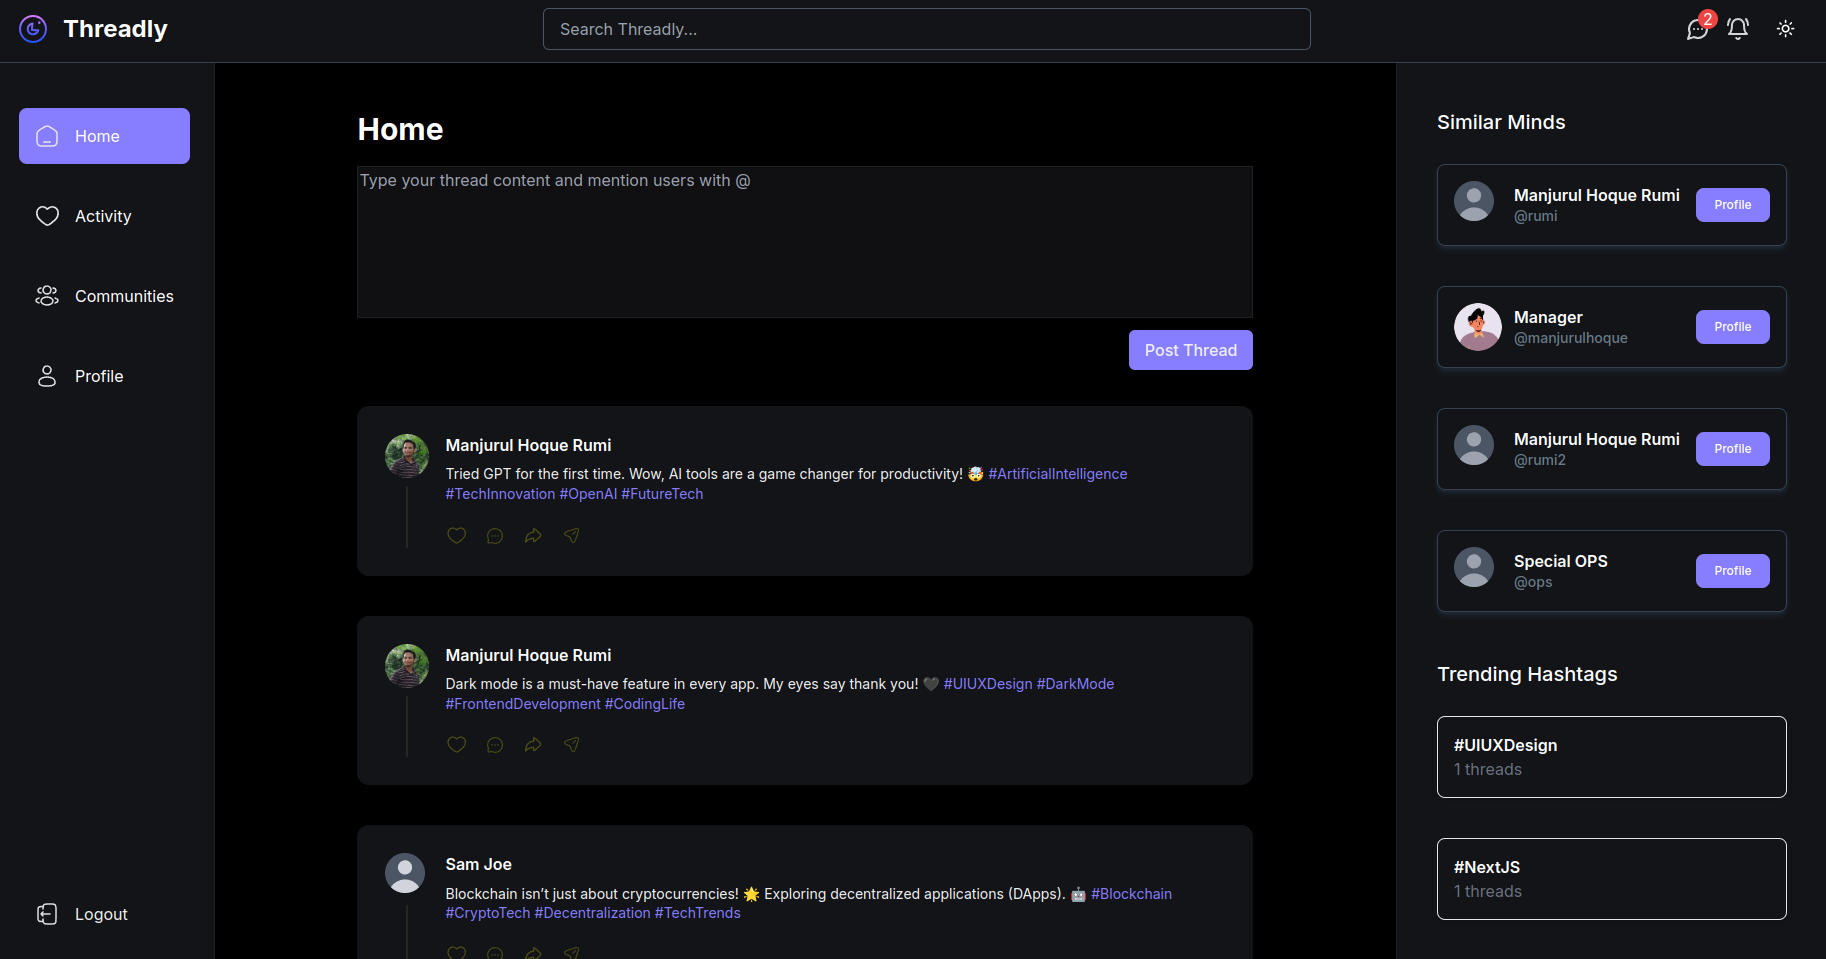 Threadly
Search Threadly...
2
Home
Activity
Communities
Profile
Logout
Home
Type your thread content and mention users with @
Post Thread
Manjurul Hoque Rumi
Tried GPT for the first time. Wow, AI tools are a game changer for productivity! 🤯 #ArtificialIntelligence
#TechInnovation #OpenAI #FutureTech
Manjurul Hoque Rumi
Dark mode is a must-have feature in every app. My eyes say thank you! 🖤 #UIUXDesign #DarkMode
#FrontendDevelopment #CodingLife
Sam Joe
Blockchain isn’t just about cryptocurrencies! 🌟 Exploring decentralized applications (DApps). 🤖 #Blockchain
#CryptoTech #Decentralization #TechTrends
Similar Minds
Manjurul Hoque Rumi
@rumi
Profile
Manager
@manjurulhoque
Profile
Manjurul Hoque Rumi
@rumi2
Profile
Special OPS
@ops
Profile
Trending Hashtags
#UIUXDesign
1 threads
#NextJS
1 threads